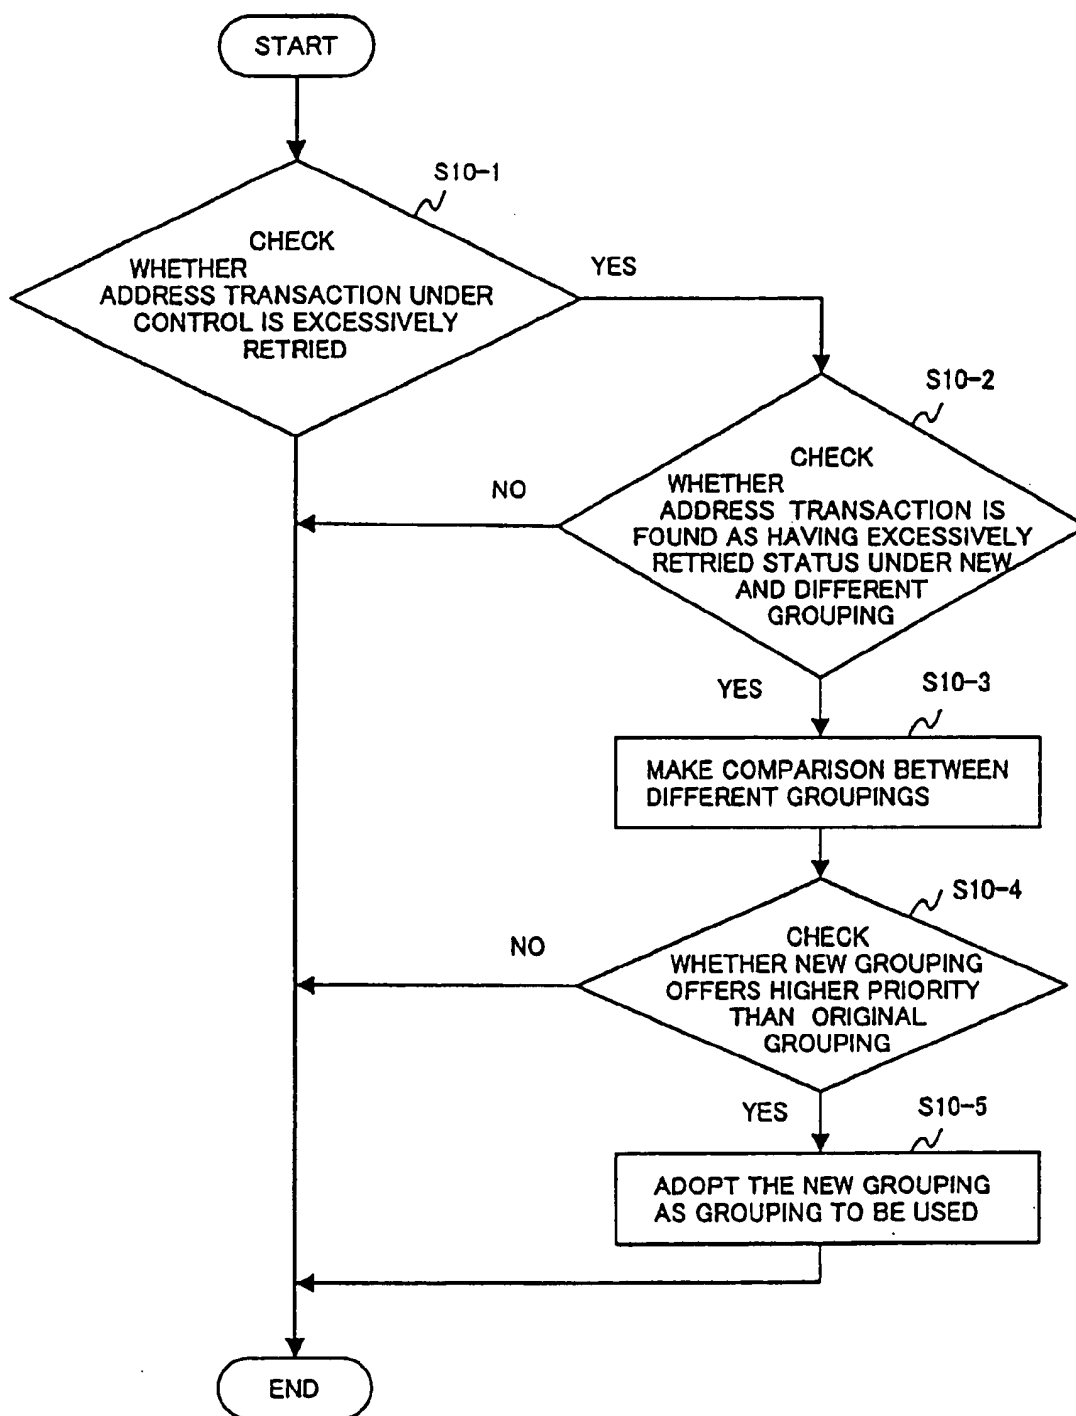 START
S10-1
CHECK
WHETHER
ADDRESS TRANSACTION UNDER
CONTROL IS EXCESSIVELY
RETRIED
YES
S10-2
CHECK
WHETHER
ADDRESS TRANSACTION IS
FOUND AS HAVING EXCESSIVELY
RETRIED STATUS UNDER NEW
AND DIFFERENT
GROUPING
NO
YES
S10-3
MAKE COMPARISON BETWEEN
DIFFERENT GROUPINGS
S10-4
CHECK
WHETHER NEW GROUPING
OFFERS HIGHER PRIORITY
THAN ORIGINAL
GROUPING
NO
YES
S10-5
ADOPT THE NEW GROUPING
AS GROUPING TO BE USED
END